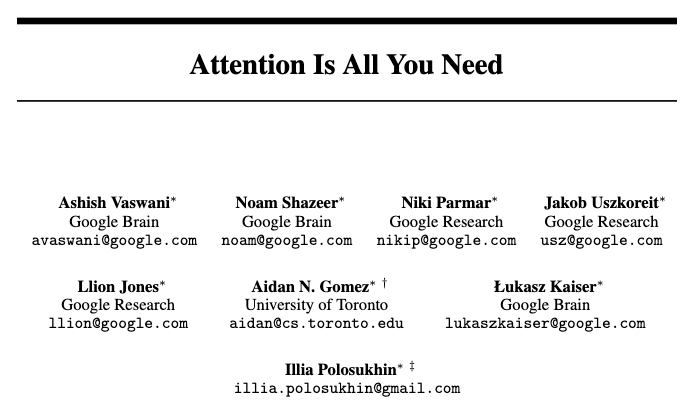 Attention Is All You Need
Ashish Vaswani* Noam Shazeer* Niki Parmar* Jakob Uszkoreit*
Google Brain Google Brain Google Research Google Research
avaswani@google.com noam@google.com nikip@google.com usz@google.com
Llion Jones* Aidan N. Gomez* † Łukasz Kaiser*
Google Research University of Toronto Google Brain
llion@google.com aidan@cs.toronto.edu lukaszkaiser@google.com
Illia Polosukhin* ‡
illia.polosukhin@gmail.com